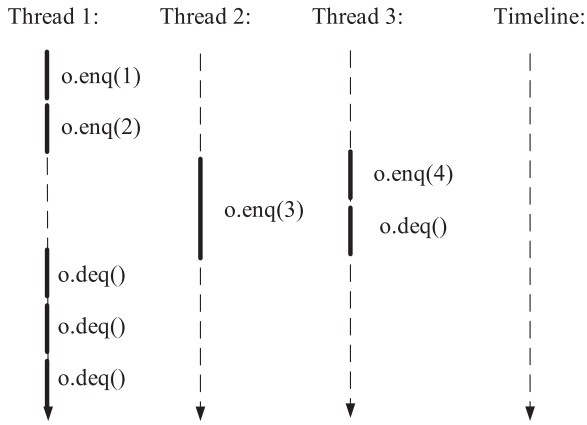 Thread 1: Thread 2: Thread 3: Timeline:
o.enq(1)
o.enq(2)
o.enq(4)
o.enq(3)
o.deq()
o.deq()
o.deq()
o.deq()